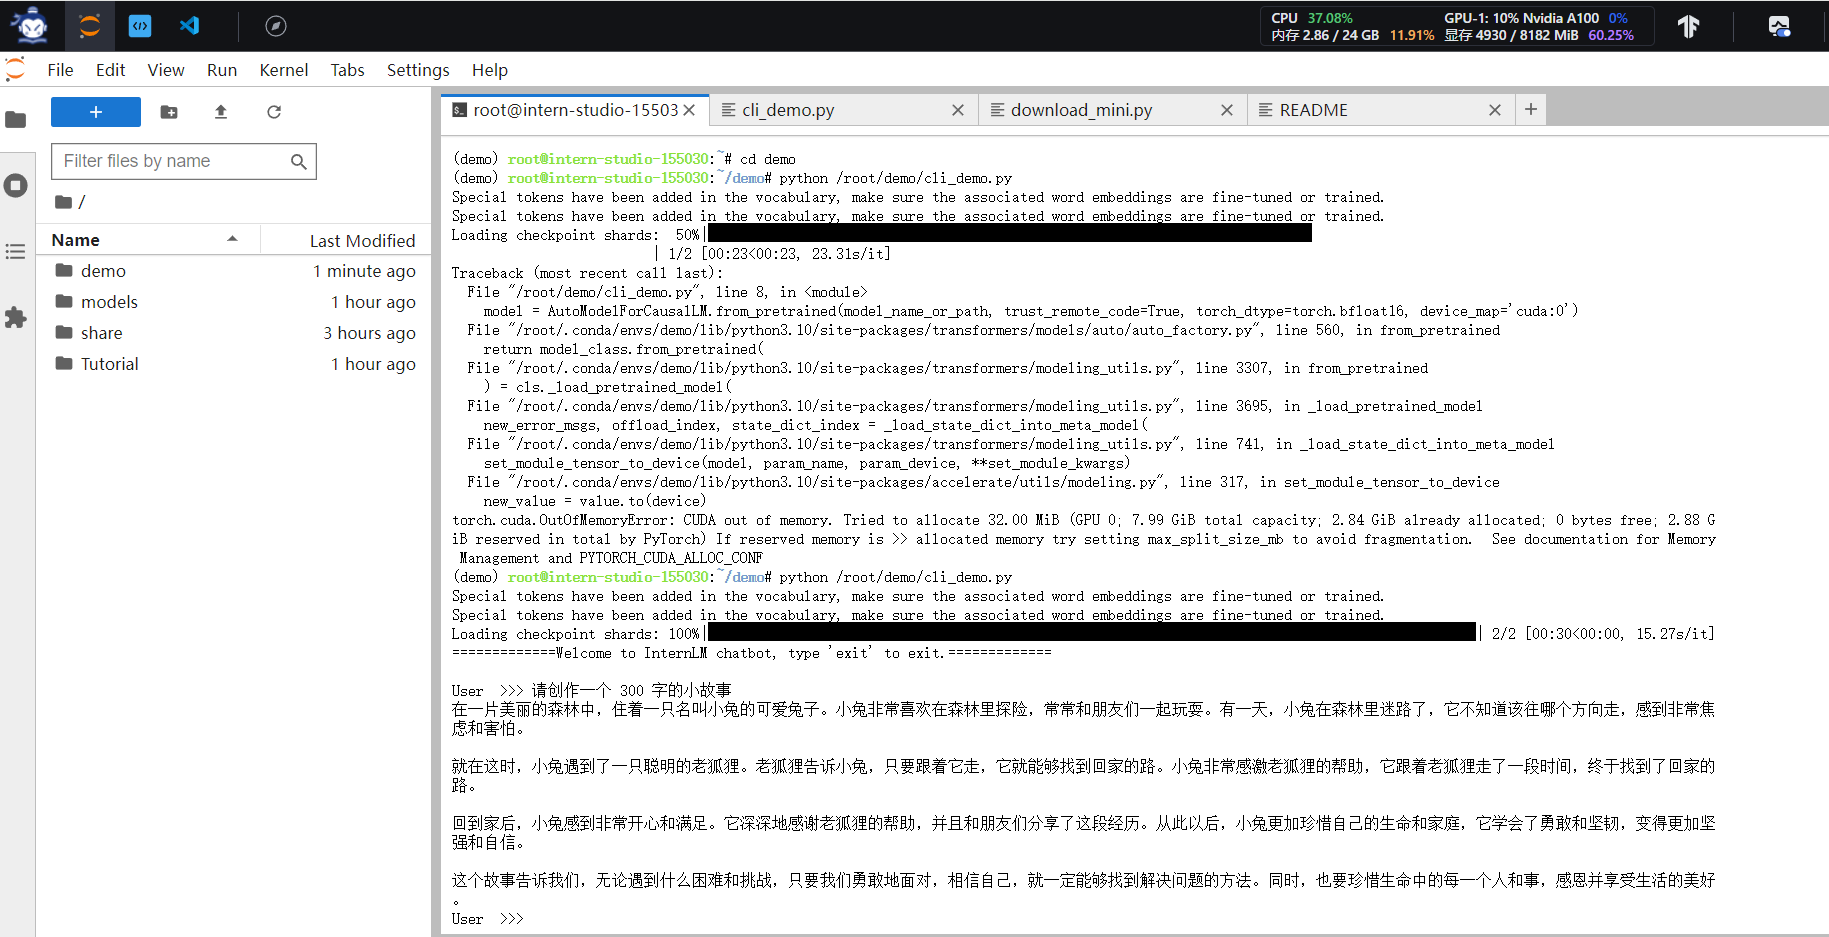 CPU 37.08% GPU-1: 10% Nvidia A100 0%
内存 2.86 / 24 GB 11.91% 显存 4930 / 8182 MiB 60.25%
File Edit View Run Kernel Tabs Settings Help
root@intern-studio-15503
cli_demo.py
download_mini.py
README
Filter files by name
/
Name Last Modified
demo 1 minute ago
models 1 hour ago
share 3 hours ago
Tutorial 1 hour ago
(demo) root@intern-studio-155030:~# cd demo
(demo) root@intern-studio-155030:~/demo# python /root/demo/cli_demo.py
Special tokens have been added in the vocabulary, make sure the associated word embeddings are fine-tuned or trained.
Special tokens have been added in the vocabulary, make sure the associated word embeddings are fine-tuned or trained.
Loading checkpoint shards:  50%|
| 1/2 [00:23<00:23, 23.31s/it]
Traceback (most recent call last):
File "/root/demo/cli_demo.py", line 8, in <module>
model = AutoModelForCausalLM.from_pretrained(model_name_or_path, trust_remote_code=True, torch_dtype=torch.bfloat16, device_map='cuda:0')
File "/root/.conda/envs/demo/lib/python3.10/site-packages/transformers/models/auto/auto_factory.py", line 560, in from_pretrained
return model_class.from_pretrained(
File "/root/.conda/envs/demo/lib/python3.10/site-packages/transformers/modeling_utils.py", line 3307, in from_pretrained
) = cls._load_pretrained_model(
File "/root/.conda/envs/demo/lib/python3.10/site-packages/transformers/modeling_utils.py", line 3695, in _load_pretrained_model
new_error_msgs, offload_index, state_dict_index = _load_state_dict_into_meta_model(
File "/root/.conda/envs/demo/lib/python3.10/site-packages/transformers/modeling_utils.py", line 741, in _load_state_dict_into_meta_model
set_module_tensor_to_device(model, param_name, param_device, **set_module_kwargs)
File "/root/.conda/envs/demo/lib/python3.10/site-packages/accelerate/utils/modeling.py", line 317, in set_module_tensor_to_device
new_value = value.to(device)
torch.cuda.OutOfMemoryError: CUDA out of memory. Tried to allocate 32.00 MiB (GPU 0; 7.99 GiB total capacity; 2.84 GiB already allocated; 0 bytes free; 2.88 G
iB reserved in total by PyTorch) If reserved memory is >> allocated memory try setting max_split_size_mb to avoid fragmentation.  See documentation for Memory
Management and PYTORCH_CUDA_ALLOC_CONF
(demo) root@intern-studio-155030:~/demo# python /root/demo/cli_demo.py
Special tokens have been added in the vocabulary, make sure the associated word embeddings are fine-tuned or trained.
Special tokens have been added in the vocabulary, make sure the associated word embeddings are fine-tuned or trained.
Loading checkpoint shards: 100%| | 2/2 [00:30<00:00, 15.27s/it]
=============Welcome to InternLM chatbot, type 'exit' to exit.=============
User  >>> 请创作一个 300 字的小故事
在一片美丽的森林中，住着一只名叫小兔的可爱兔子。小兔非常喜欢在森林里探险，常常和朋友们一起玩耍。有一天，小兔在森林里迷路了，它不知道该往哪个方向走，感到非常焦
虑和害怕。
就在这时，小兔遇到了一只聪明的老狐狸。老狐狸告诉小兔，只要跟着它走，它就能够找到回家的路。小兔非常感激老狐狸的帮助，它跟着老狐狸走了一段时间，终于找到了回家的
路。
回到家后，小兔感到非常开心和满足。它深深地感谢老狐狸的帮助，并且和朋友们分享了这段经历。从此以后，小兔更加珍惜自己的生命和家庭，它学会了勇敢和坚韧，变得更加坚
强和自信。
这个故事告诉我们，无论遇到什么困难和挑战，只要我们勇敢地面对，相信自己，就一定能够找到解决问题的方法。同时，也要珍惜生命中的每一个人和事，感恩并享受生活的美好
。
User  >>>